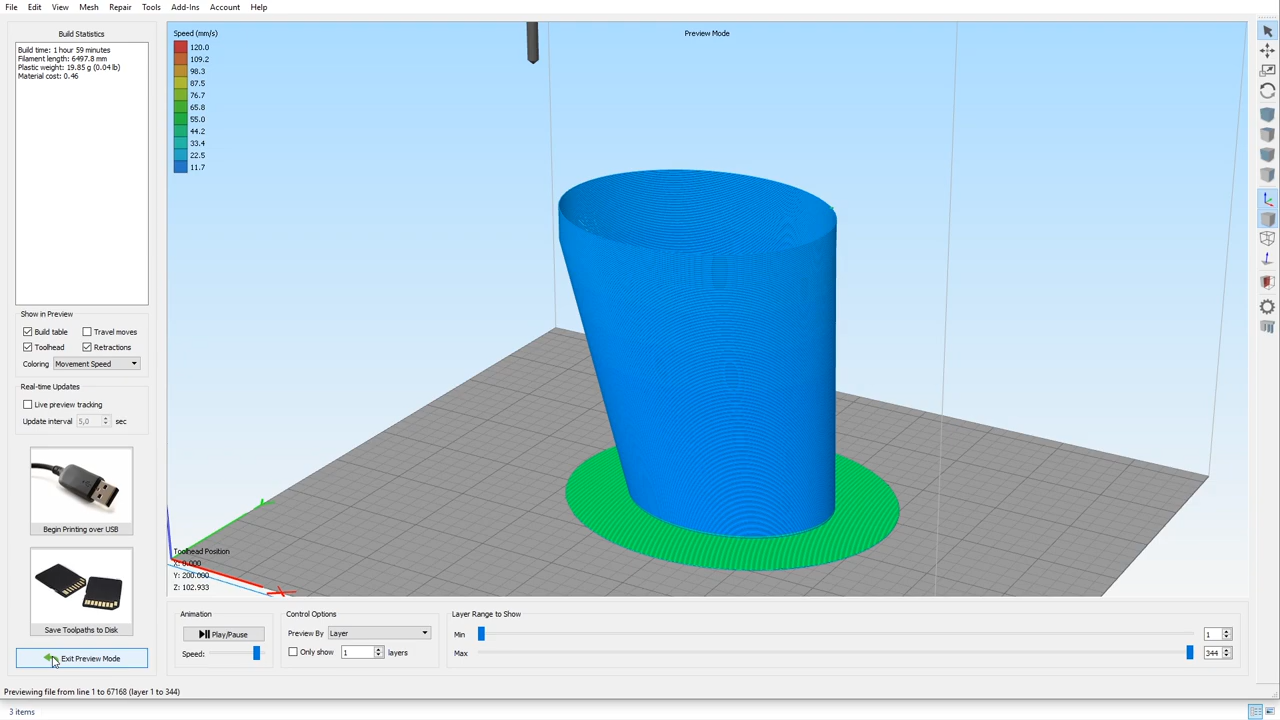 File Edit View Mesh Repair Tools Add-Ins Account Help
Build Statistics
Build time: 1 hour 59 minutes
Filament length: 6497.8 mm
Plastic weight: 19.85 g (0.04 lb)
Material cost: 0.46
Show in Preview
Build table
Travel moves
Toolhead
Retractions
Coloring
Movement Speed
Real-time Updates
Live preview tracking
Update interval
5,0
sec
Begin Printing over USB
Save Toolpaths to Disk
Exit Preview Mode
Speed (mm/s)
120.0
109.2
98.3
87.5
76.7
65.8
55.0
44.2
33.4
22.5
11.7
Preview Mode
Toolhead Position
X: 0.000
Y: 200.000
Z: 102.933
Animation
Play/Pause
Speed:
Control Options
Preview By
Layer
Only show
1
layers
Layer Range to Show
Min
1
Max
344
Previewing file from line 1 to 67168 (layer 1 to 344)
3 items